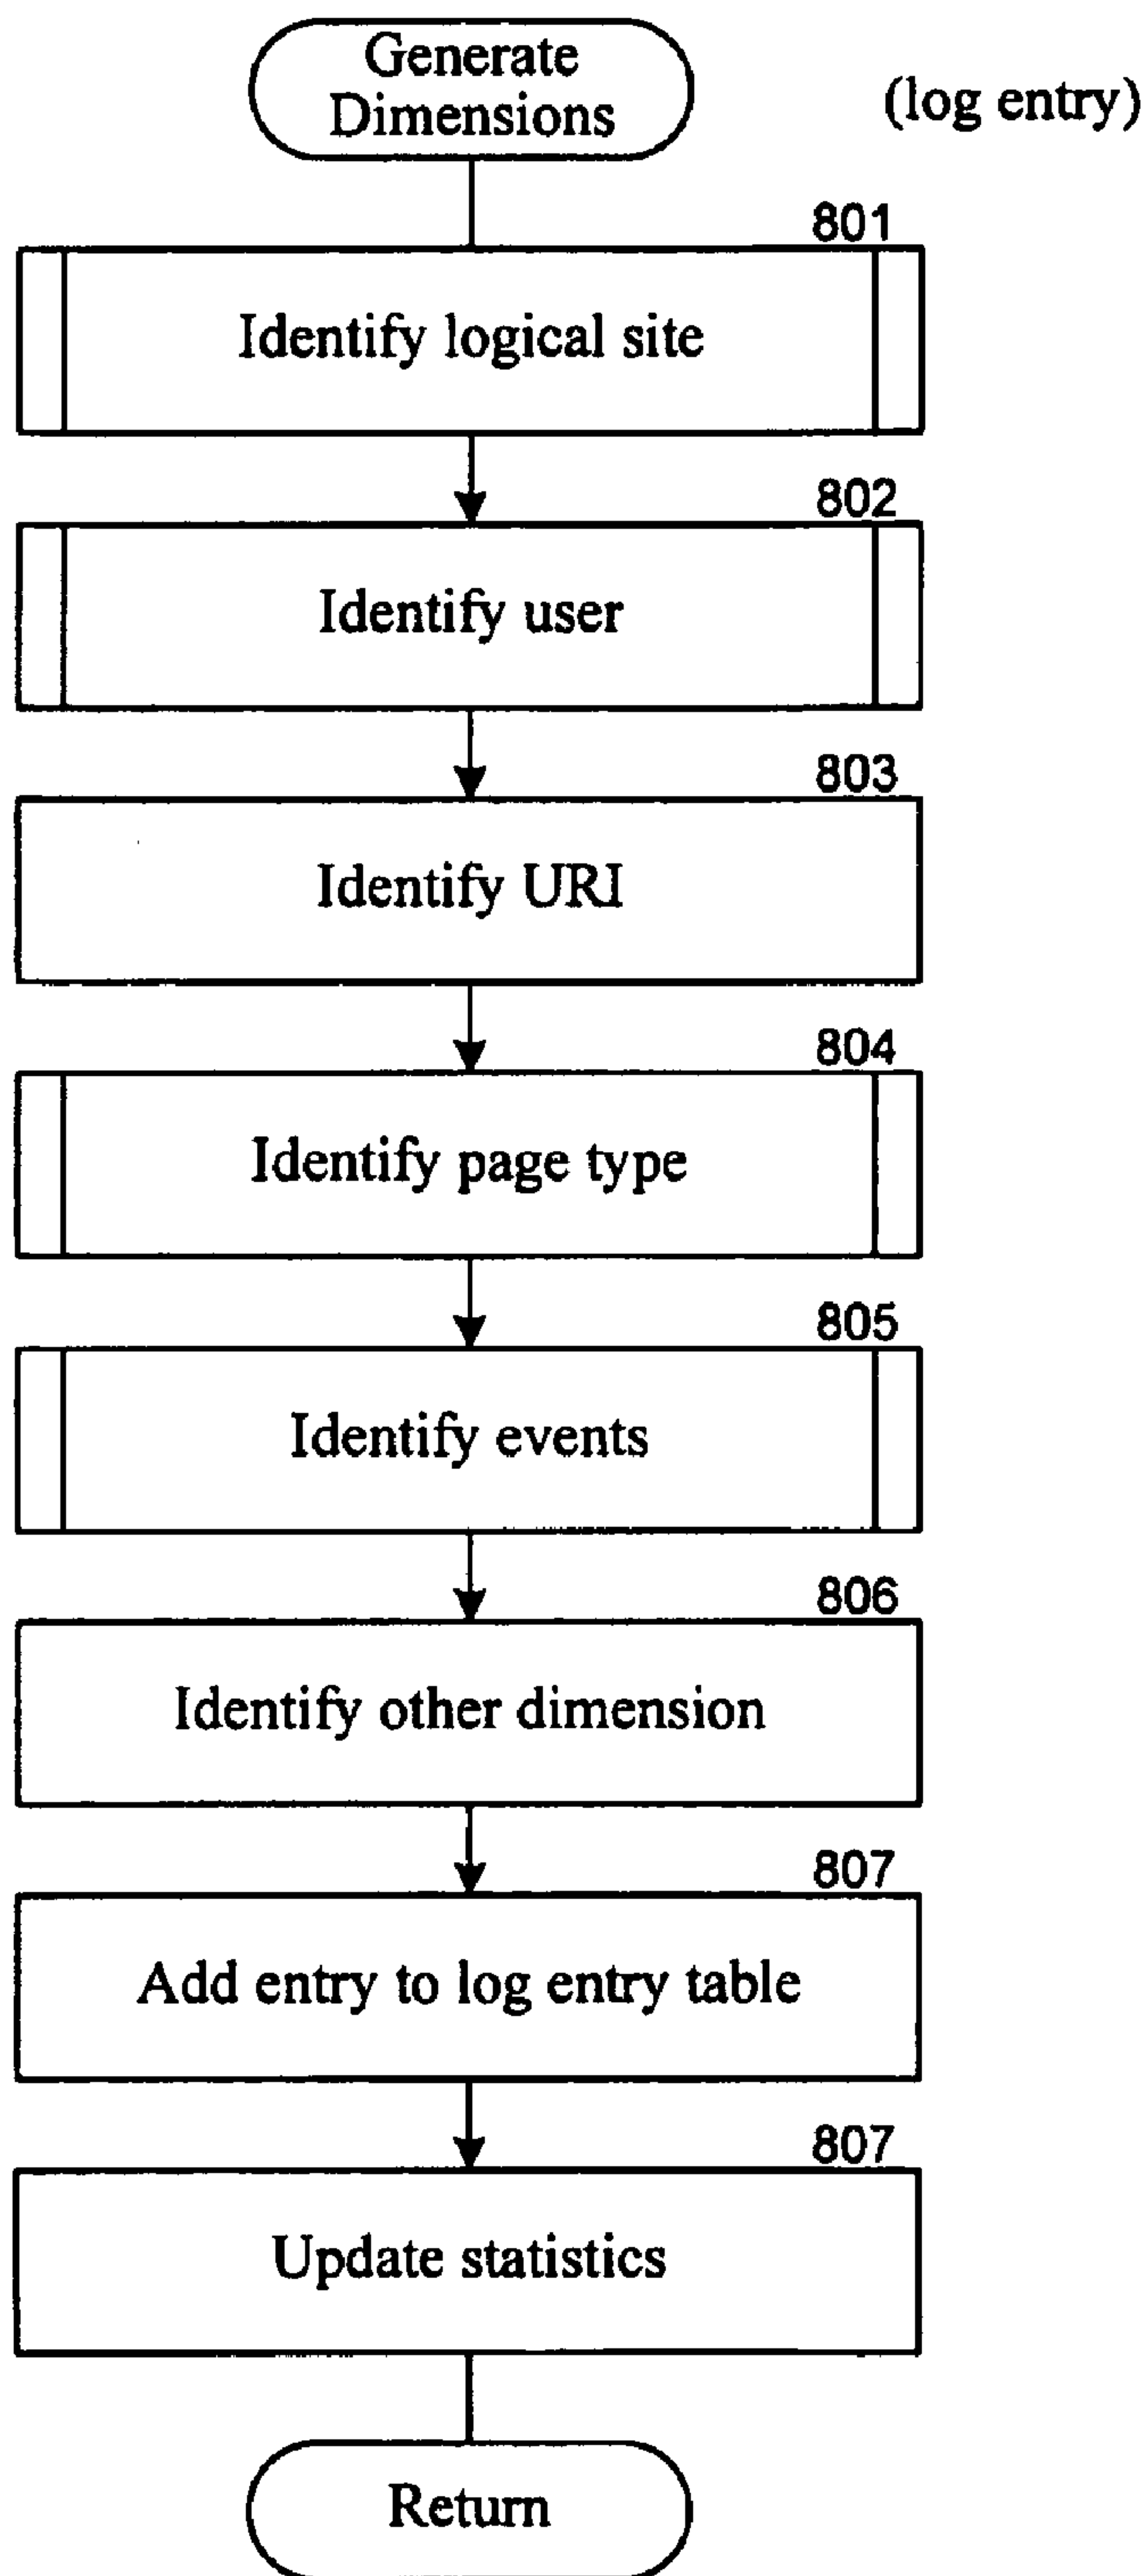 Generate
Dimensions
(log entry)
801
Identify logical site
802
Identify user
803
Identify URI
804
Identify page type
805
Identify events
806
Identify other dimension
807
Add entry to log entry table
807
Update statistics
Return